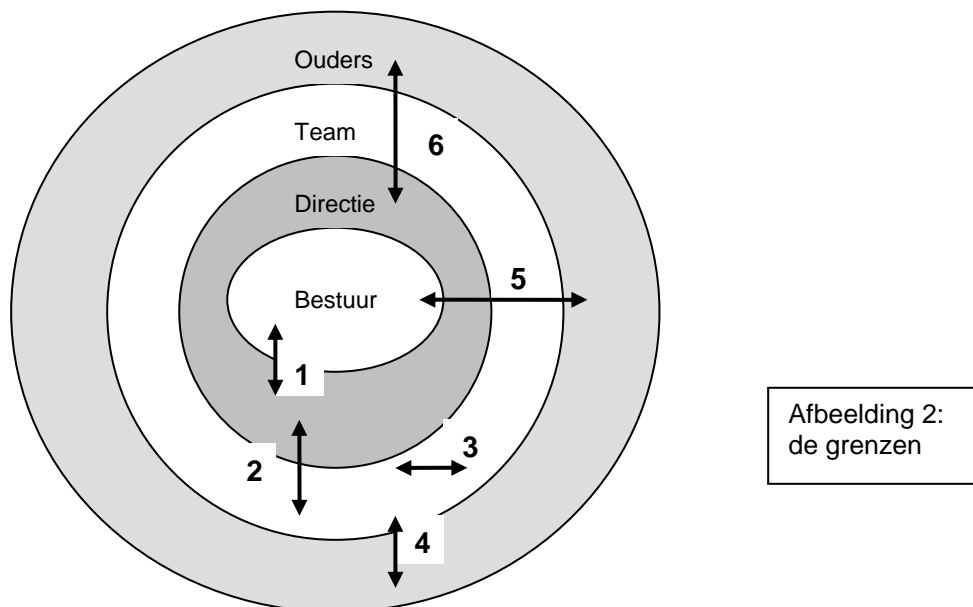 Ouders
Team
6
Directie
5
Bestuur
1
3
2
4
Afbeelding 2:
de grenzen